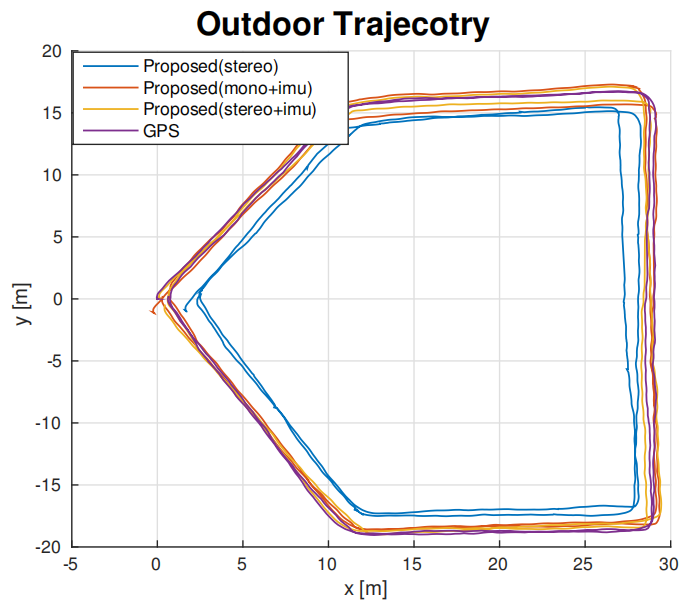 Outdoor Trajecotry
Proposed(stereo)
Proposed(mono+imu)
Proposed(stereo+imu)
GPS
20
15
10
5
0
-5
-10
-15
-20
y [m]
-5 0 5 10 15 20 25 30
x [m]